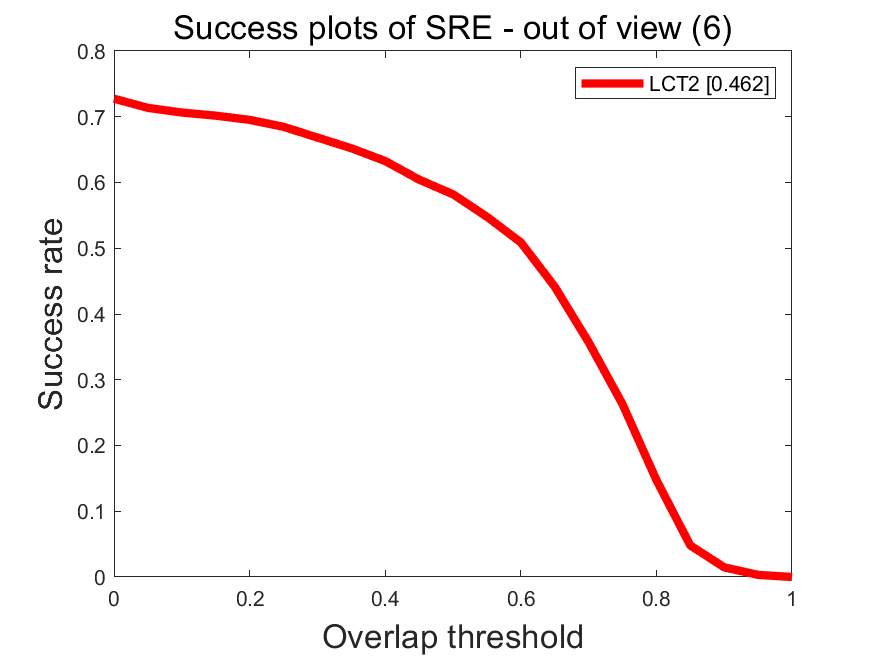 Success plots of SRE - out of view (6)
LCT2 [0.462]
0.8
0.7
0.6
0.5
0.4
0.3
0.2
0.1
0
Success rate
0 0.2 0.4 0.6 0.8 1
Overlap threshold